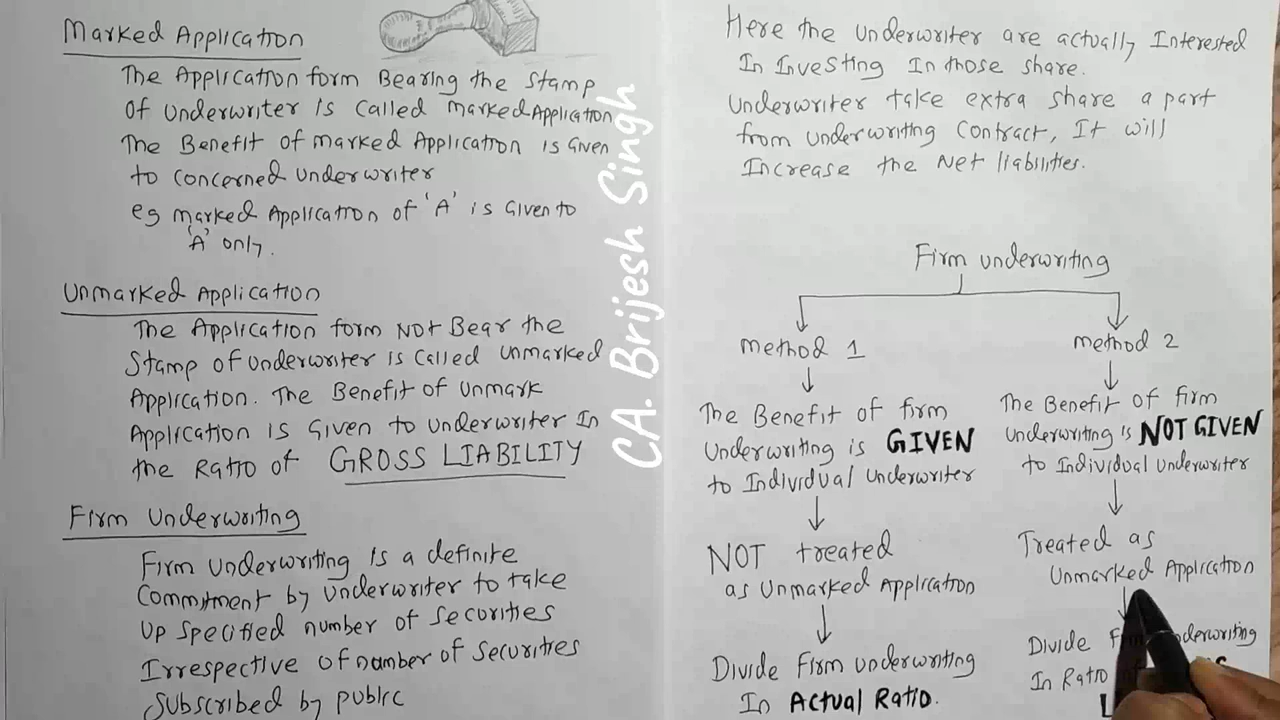 Marked Application
The Application form Bearing the Stamp
of underwriter is called marked Application
The Benefit of marked Application is Given
to concerned underwriter
eg marked Application of 'A' is Given to
'A' only.
Unmarked Application
The Application form NOT Bear the
Stamp of underwriter is called unmarked
Application. The Benefit of Unmark
Application is Given to underwriter In
the Ratio of GROSS LIABILITY
Firm Underwriting
Firm underwriting is a definite
Commitment by underwriter to take
up specified number of securities
Irrespective of number of securities
Subscribed by public
CA. Brijesh Singh
Here the underwriter are actually Interested
In Investing In those share.
underwriter take extra share a part
from underwriting contract, It will
Increase the Net liabilities.
Firm underwriting
method 1
The Benefit of firm
underwriting is GIVEN
to Individual underwriter
NOT treated
as unmarked Application
Divide Firm underwriting
In Actual Ratio.
method 2
The Benefit of firm
underwriting is NOT GIVEN
to Individual underwriter
Treated as
unmarked Application
Divide
In Ratio